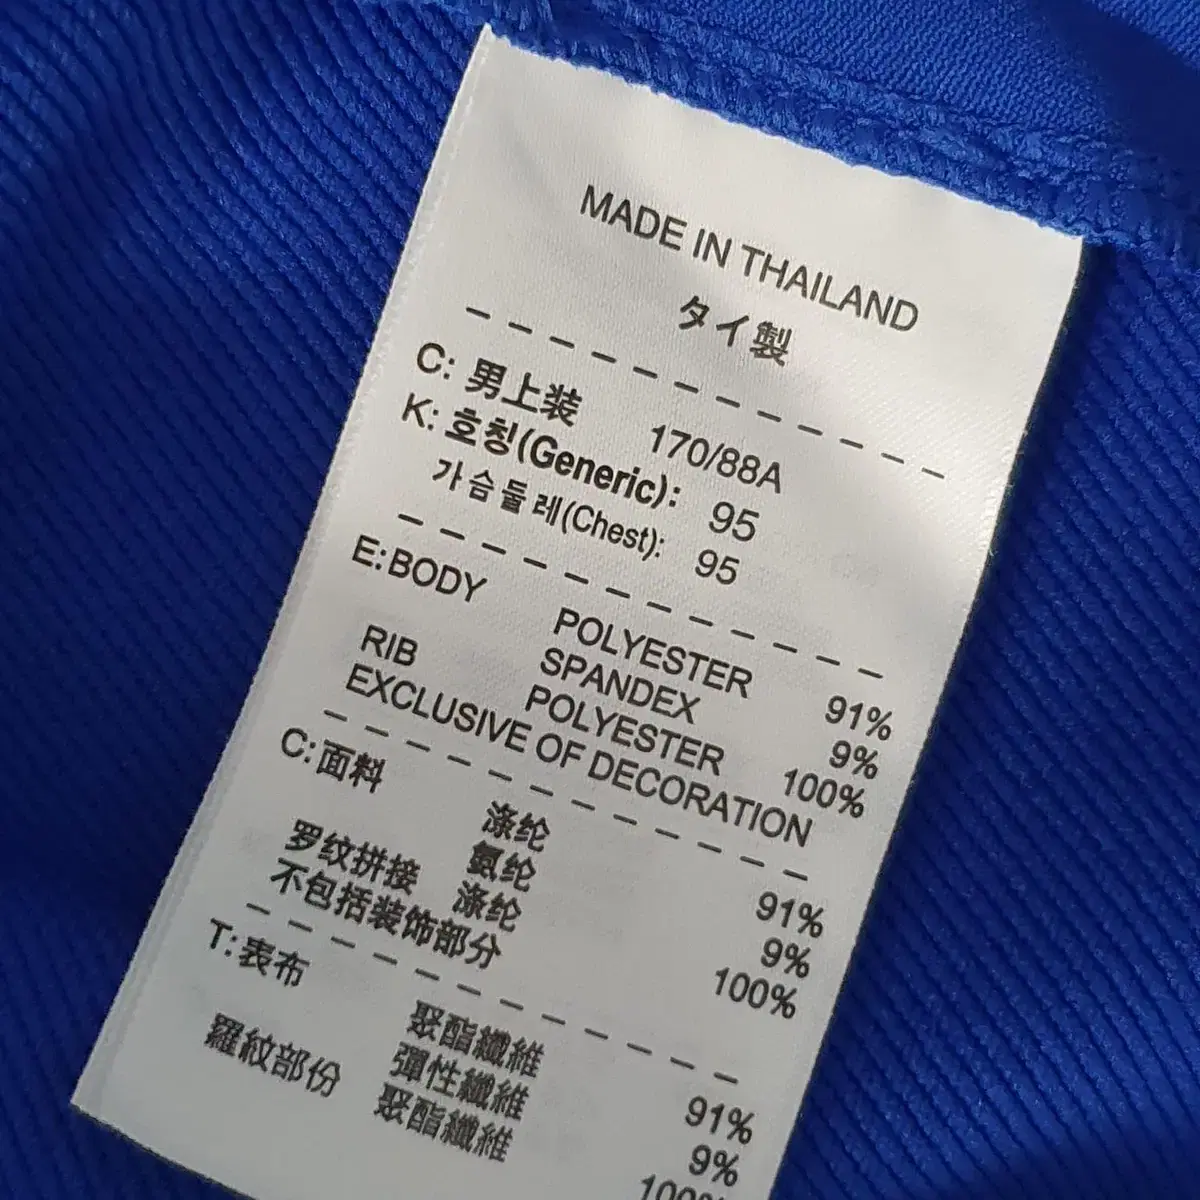 MADE IN THAILAND
タイ製
C: 男上装 170/88A
K: 호칭(Generic): 95
가슴둘레(Chest): 95
E:BODY POLYESTER 91%
SPANDEX 9%
RIB POLYESTER 100%
EXCLUSIVE OF DECORATION
C:面料 涤纶 91%
氨纶 9%
罗纹拼接 涤纶 100%
不包括装饰部分
T:表布 聚酯纖維 91%
彈性纖維 9%
羅紋部份 聚酯纖維 100%